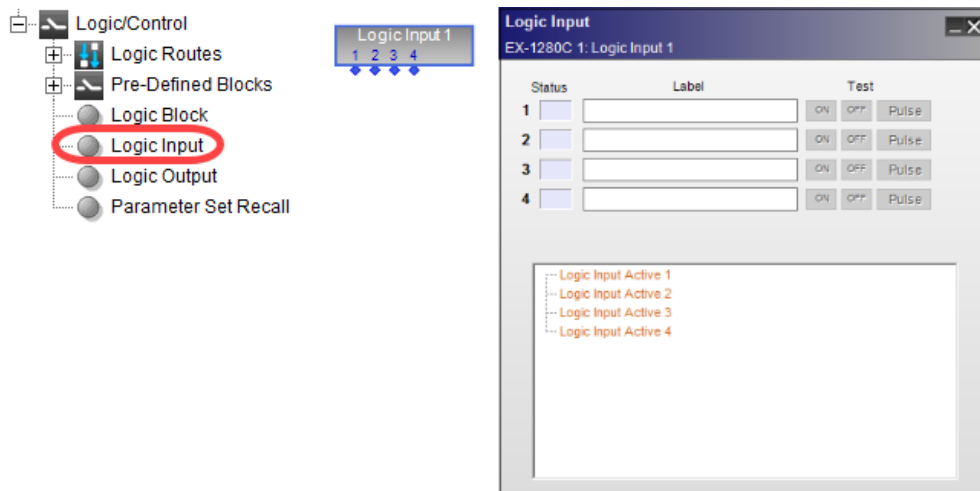 Logic/Control
Logic Routes
Pre-Defined Blocks
Logic Block
Logic Input
Logic Output
Parameter Set Recall
Logic Input 1
1 2 3 4
Logic Input
EX-1280C 1: Logic Input 1
Status Label Test
1 ON OFF Pulse
2 ON OFF Pulse
3 ON OFF Pulse
4 ON OFF Pulse
Logic Input Active 1
Logic Input Active 2
Logic Input Active 3
Logic Input Active 4